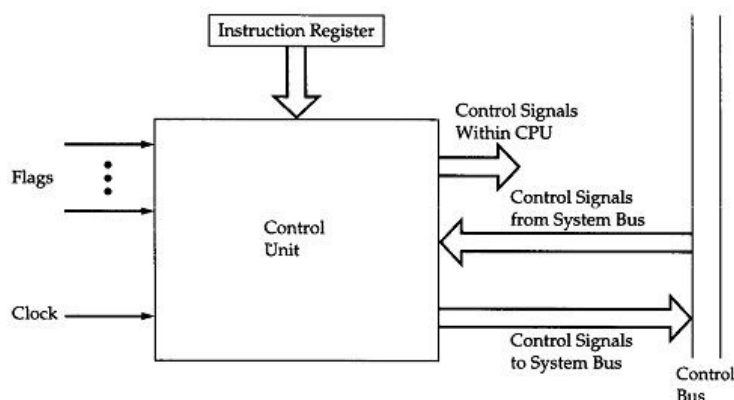 Instruction Register
Control Signals
Within CPU
Flags
Control Signals
from System Bus
Control
Unit
Clock
Control Signals
to System Bus
Control
Bus